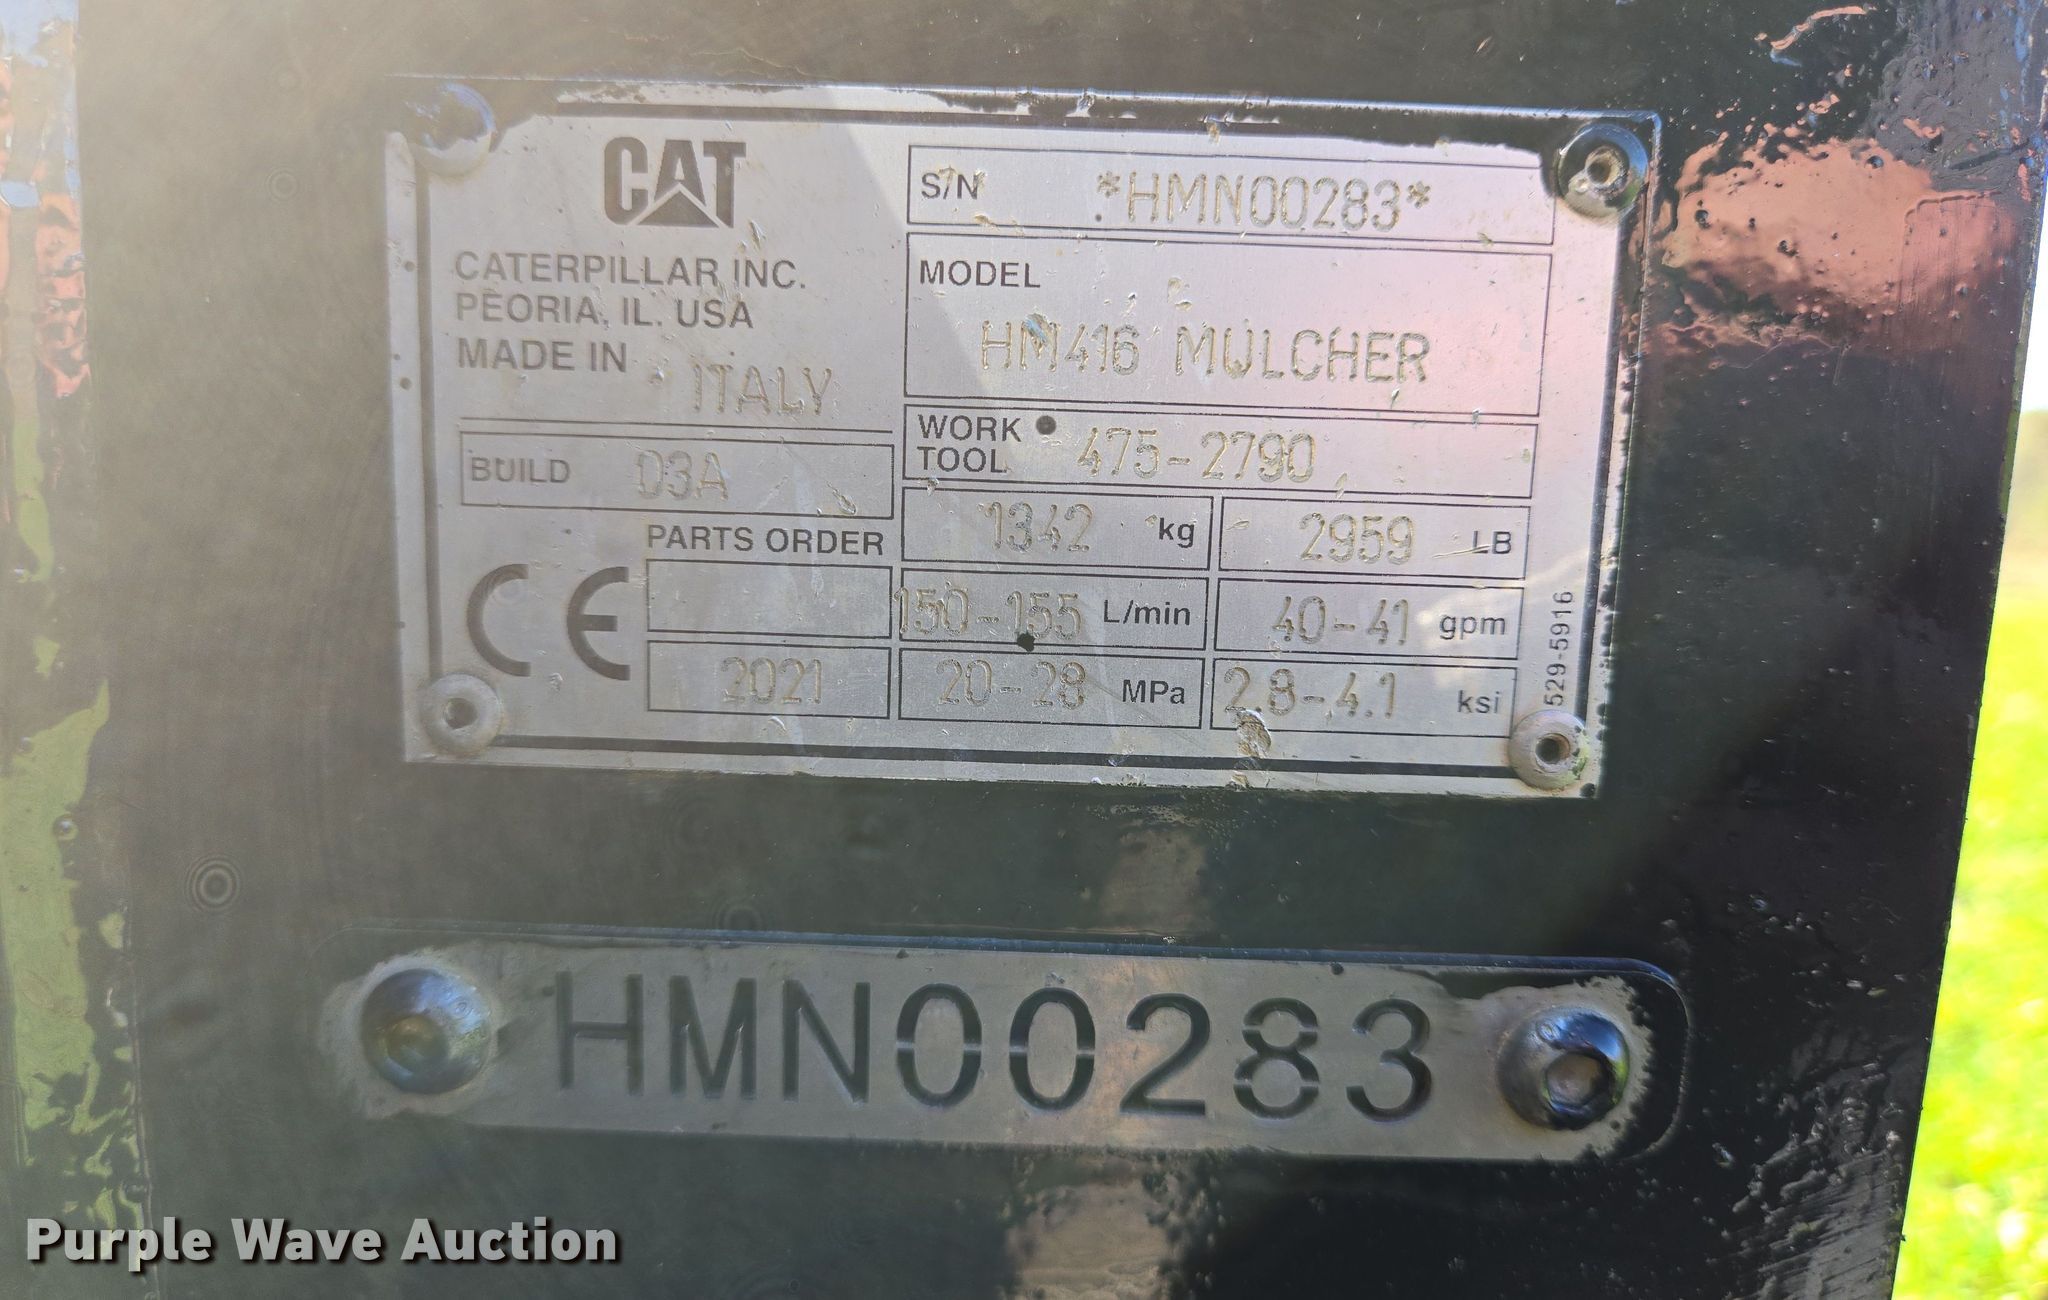 CAT
CATERPILLAR INC.
PEORIA, IL. USA
MADE IN ITALY
BUILD 03A
PARTS ORDER
CE
2021
S/N *HMN00283*
MODEL
HM416 MULCHER
WORK TOOL 475-2790
1342 kg 2959 LB
150-155 L/min 40-41 gpm
20-28 MPa 2.8-4.1 ksi
529-5916
HMN00283
Purple Wave Auction